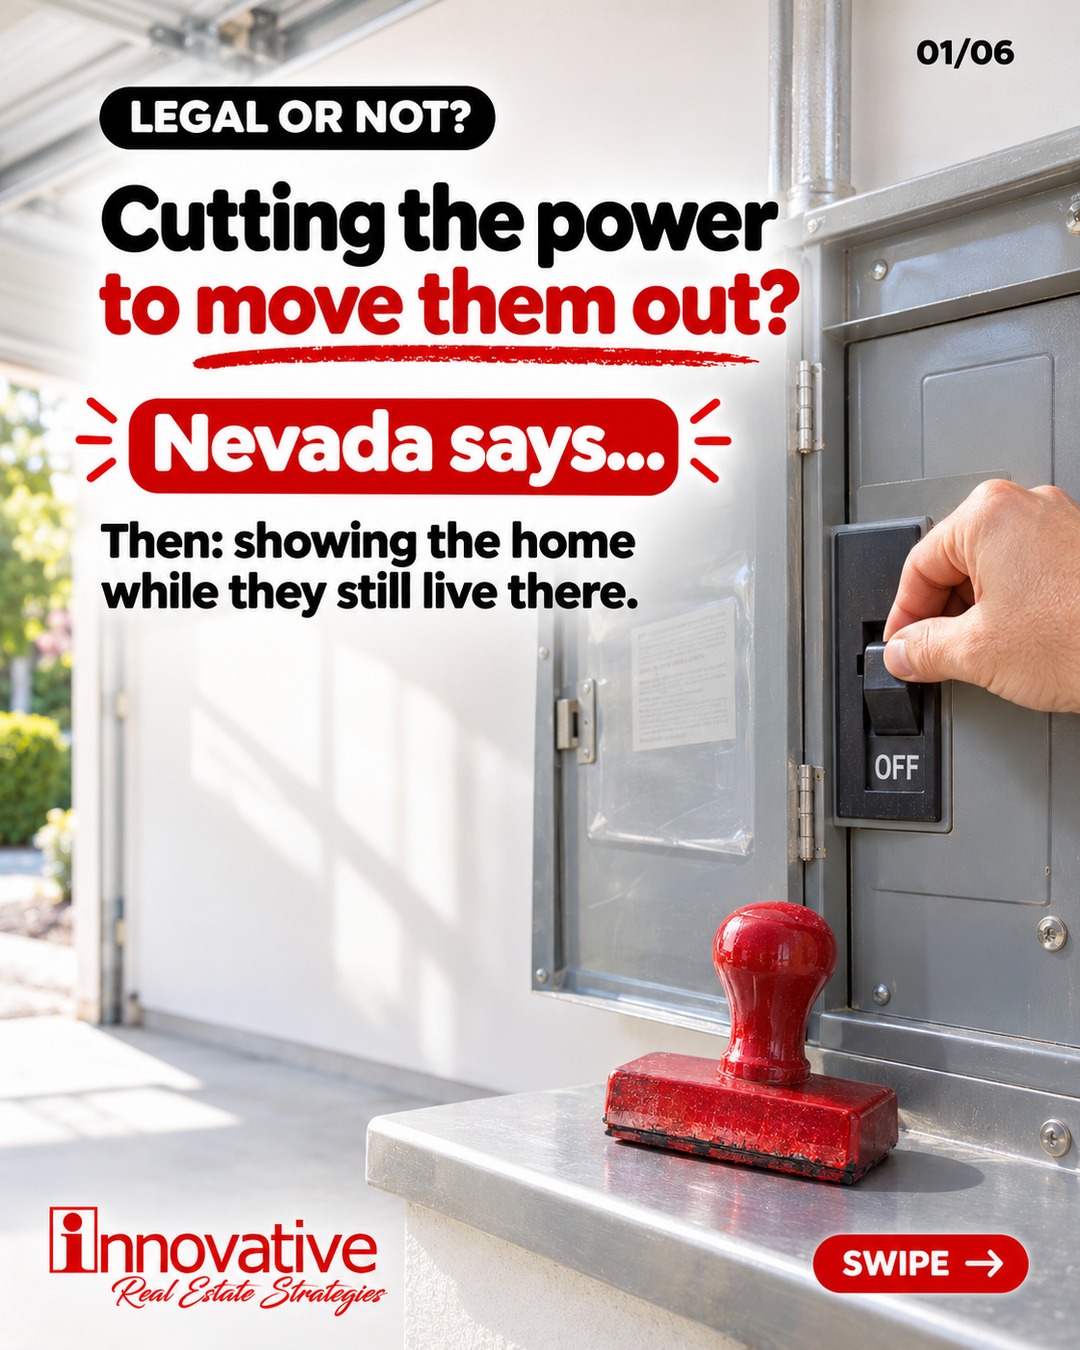 01/06
LEGAL OR NOT?
Cutting the power
to move them out?
Nevada says...
Then: showing the home
while they still live there.
OFF
innovative
Real Estate Strategies
SWIPE →